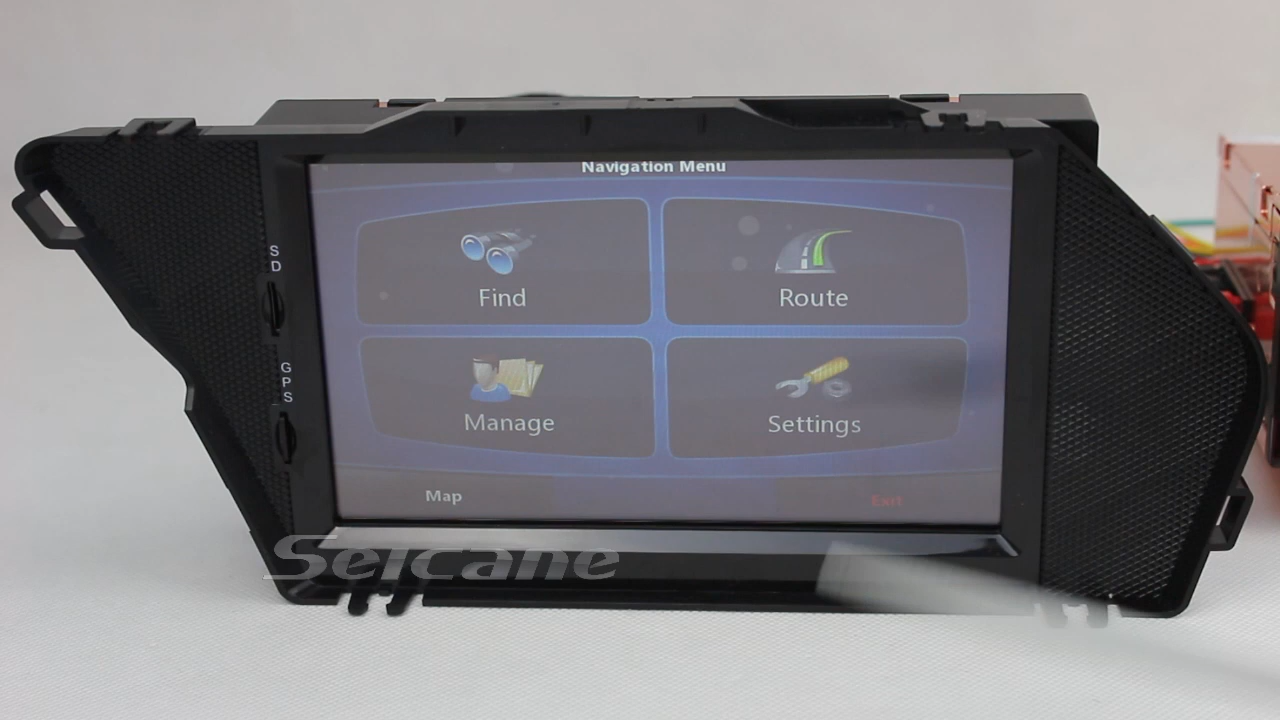 Navigation Menu
Find
Route
Manage
Settings
Map
Exit
SD
GPS
Seicane